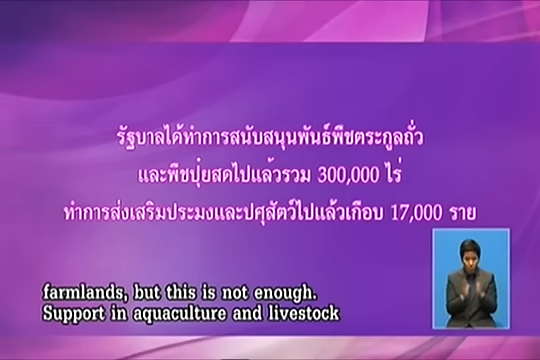 รัฐบาลได้ทำการสนับสนุนพันธ์พืชตระกูลถั่ว
และพืชปุ๋ยสดไปแล้วรวม 300,000 ไร่
ทำการส่งเสริมประมงและปศุสัตว์ไปแล้วเกือบ 17,000 ราย
farmlands, but this is not enough.
Support in aquaculture and livestock